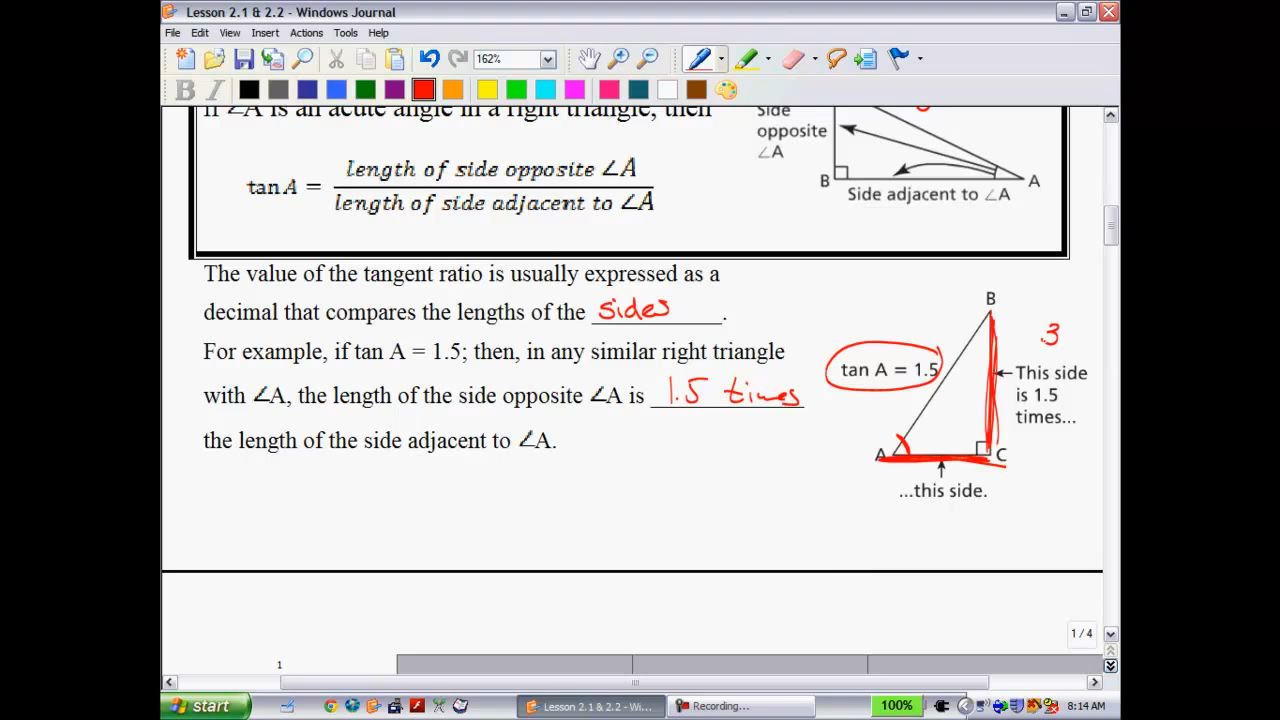 Lesson 2.1 & 2.2 - Windows Journal
File Edit View Insert Actions Tools Help
162%
B I
If ∠A is an acute angle in a right triangle, then
tan A = length of side opposite ∠A
length of side adjacent to ∠A
Side
opposite
∠A
B
A
Side adjacent to ∠A
The value of the tangent ratio is usually expressed as a
decimal that compares the lengths of the sides.
For example, if tan A = 1.5; then, in any similar right triangle
with ∠A, the length of the side opposite ∠A is 1.5 times
the length of the side adjacent to ∠A.
B
3
tan A = 1.5
This side
is 1.5
times...
A
C
...this side.
1 / 4
1
start
Lesson 2.1 & 2.2 - Wi...
Recording...
100%
8:14 AM